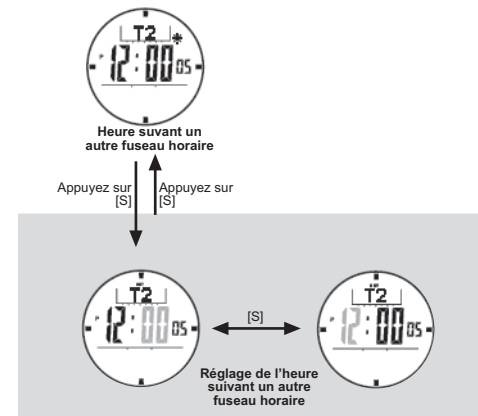 T2
P 12:00 05
Heure suvant un
autre fuseau horaire
Appuyez sur
[S]
Appuyez sur
[S]
T2
P 12:00 05
[S]
T2
P 12:00 05
Réglage de l'heure
suivant un autre
fuseau horaire